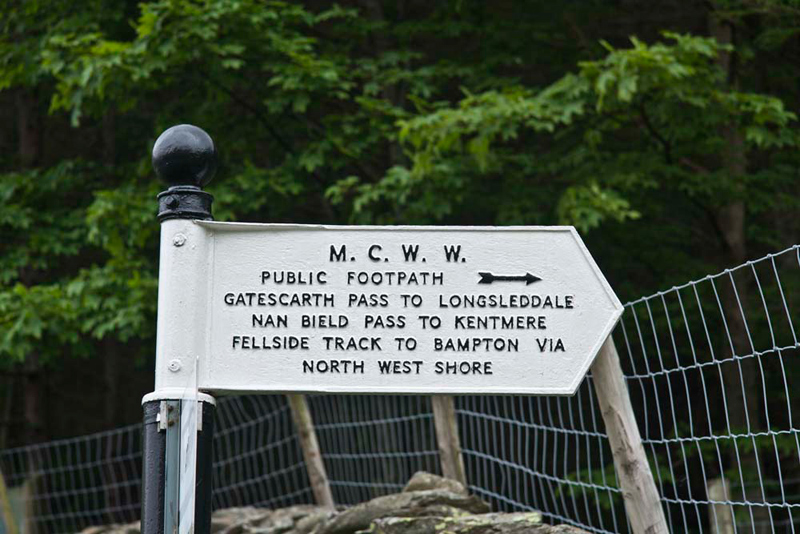 M. C. W. W.
PUBLIC FOOTPATH
GATESCARTH PASS TO LONGSLEDDALE
NAN BIELD PASS TO KENTMERE
FELLSIDE TRACK TO BAMPTON VIA
NORTH WEST SHORE